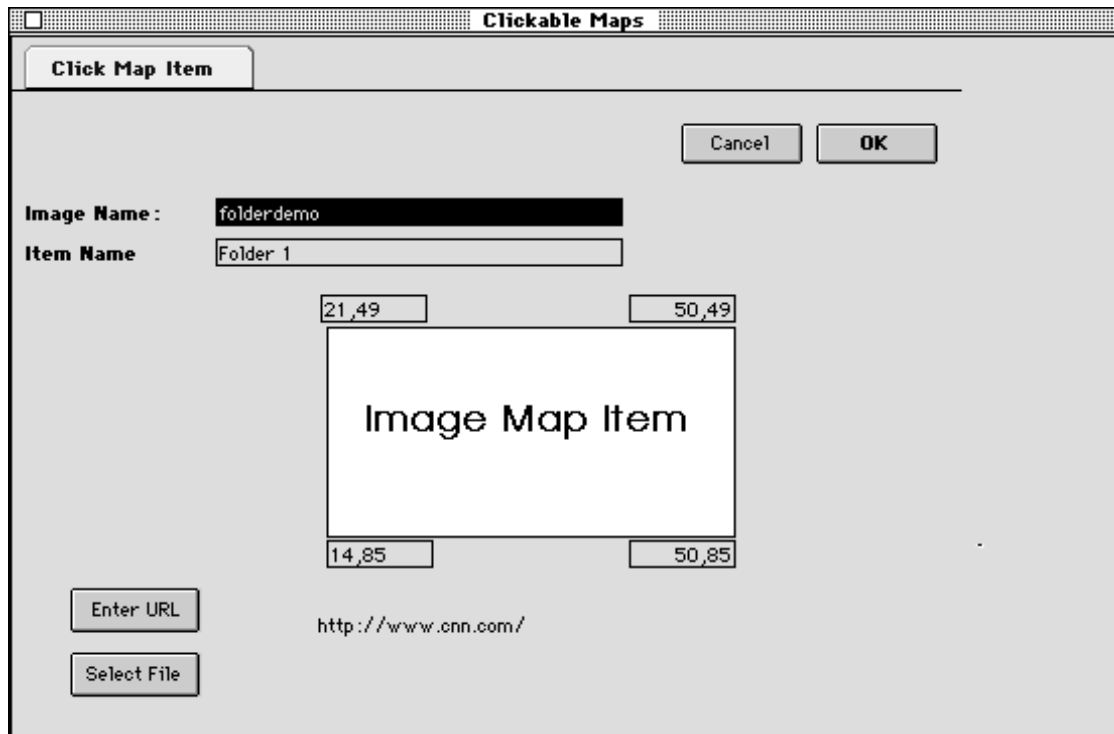 Clickable Maps
Click Map Item
Cancel OK
Image Name: folderdemo
Item Name Folder 1
21,49 50,49
Image Map Item
14,85 50,85
Enter URL
http://www.cnn.com/
Select File